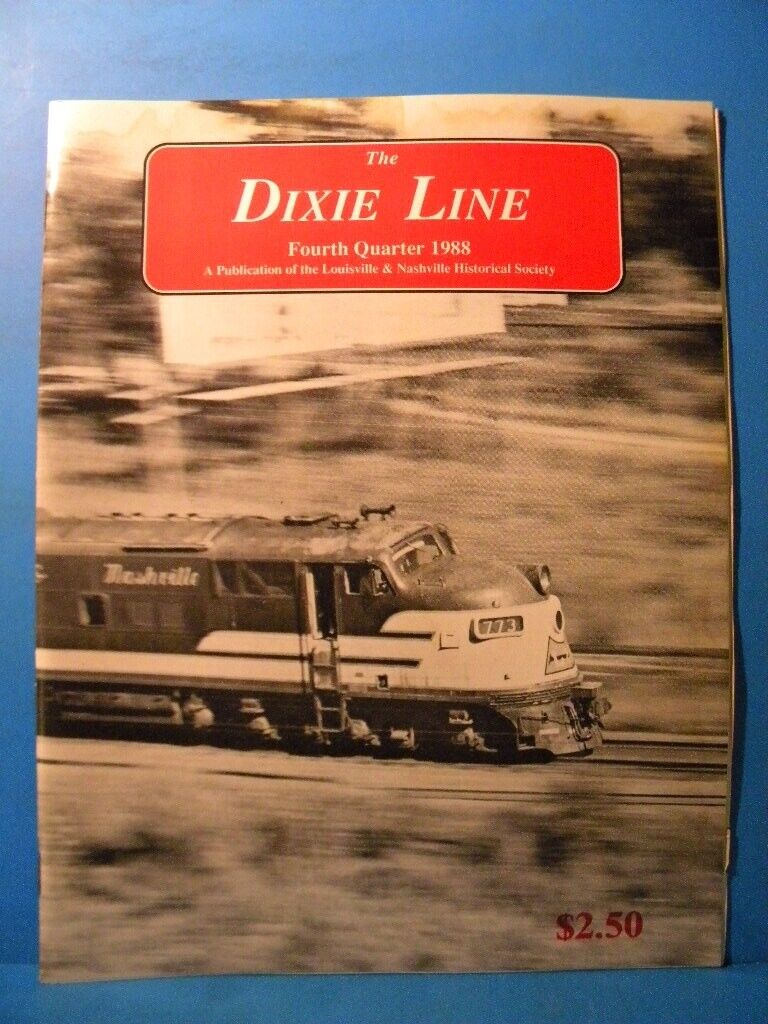 The
DIXIE LINE
Fourth Quarter 1988
A Publication of the Louisville & Nashville Historical Society
Nashville
773
$2.50